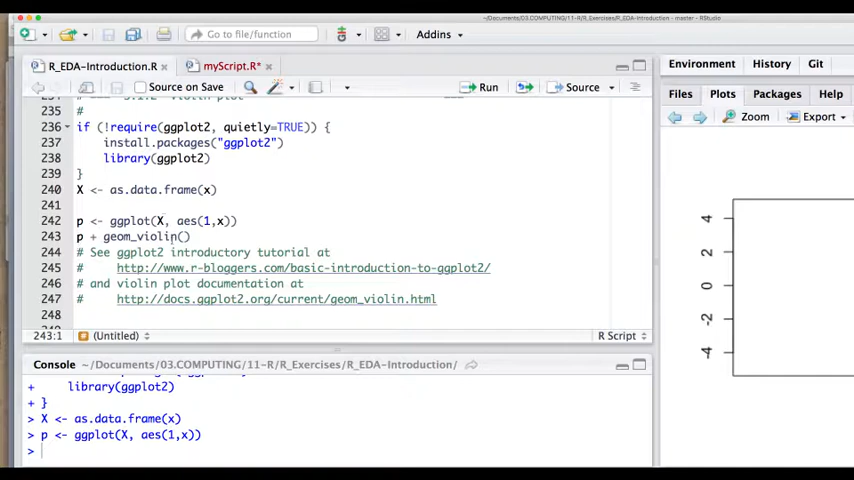 ~/Documents/03.COMPUTING/11-R/R_Exercises/R_EDA-Introduction - master - RStudio
Go to file/function
Addins
R_EDA-Introduction.R
myScript.R*
Environment
History
Git
Source on Save
Run
Source
Files
Plots
Packages
Help
Zoom
Export
235 #
236 if (!require(ggplot2, quietly=TRUE)) {
237 install.packages("ggplot2")
238 library(ggplot2)
239 }
240 X <- as.data.frame(x)
241
242 p <- ggplot(X, aes(1,x))
243 p + geom_violin()
244 # See ggplot2 introductory tutorial at
245 # http://www.r-bloggers.com/basic-introduction-to-ggplot2/
246 # and violin plot documentation at
247 # http://docs.ggplot2.org/current/geom_violin.html
248
243:1
(Untitled)
R Script
4
2
0
-2
-4
Console ~/Documents/03.COMPUTING/11-R/R_Exercises/R_EDA-Introduction/
+ library(ggplot2)
+ }
> X <- as.data.frame(x)
> p <- ggplot(X, aes(1,x))
>